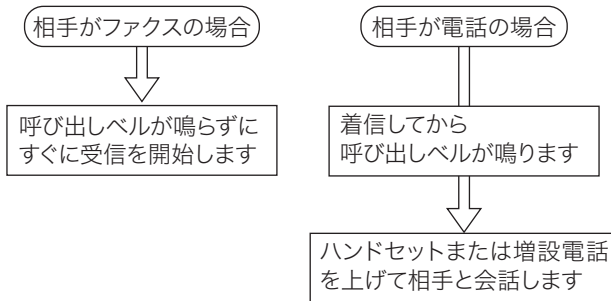 相手がファクスの場合
呼び出しベルが鳴らずに
すぐに受信を開始します
相手が電話の場合
着信してから
呼び出しベルが鳴ります
ハンドセットまたは増設電話
を上げて相手と会話します